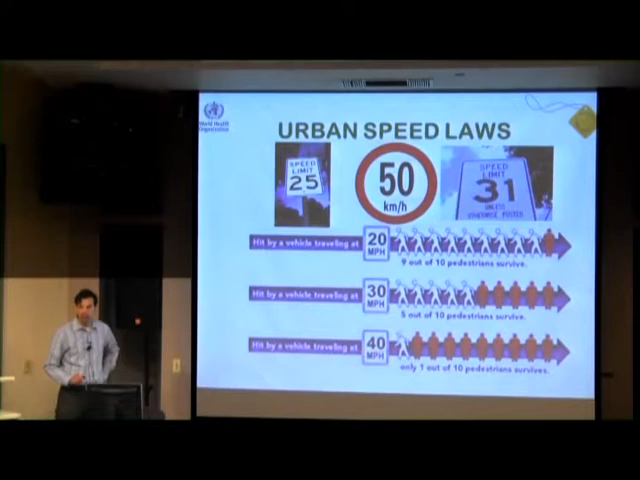 World Health
Organization
URBAN SPEED LAWS
SPEED
LIMIT
25
50
km/h
SPEED
LIMIT
31
UNLESS
OTHERWISE POSTED
Hit by a vehicle traveling at
20
MPH
9 out of 10 pedestrians survive.
Hit by a vehicle traveling at
30
MPH
5 out of 10 pedestrians survive.
Hit by a vehicle traveling at
40
MPH
only 1 out of 10 pedestrians survives.